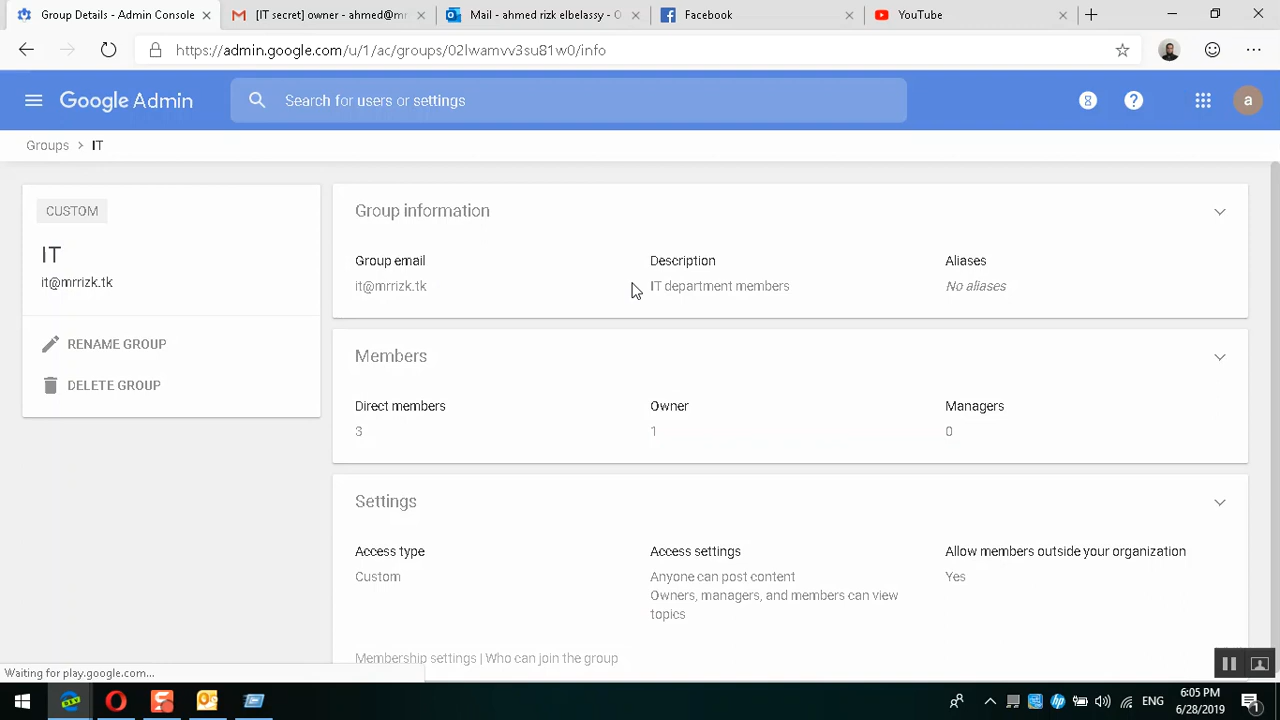 Group Details - Admin Console
[IT secret] owner - ahmed@mr
Mail - ahmed rizk elbelassy - O
Facebook
YouTube
https://admin.google.com/u/1/ac/groups/02lwamvv3su81w0/info
Google Admin
Search for users or settings
a
Groups > IT
CUSTOM
IT
it@mrrizk.tk
RENAME GROUP
DELETE GROUP
Group information
Group email
Description
Aliases
it@mrrizk.tk
IT department members
No aliases
Members
Direct members
Owner
Managers
3
1
0
Settings
Access type
Access settings
Allow members outside your organization
Custom
Anyone can post content
Yes
Owners, managers, and members can view
topics
Membership settings | Who can join the group
Waiting for play.google.com...
ENG
6:05 PM
6/28/2019